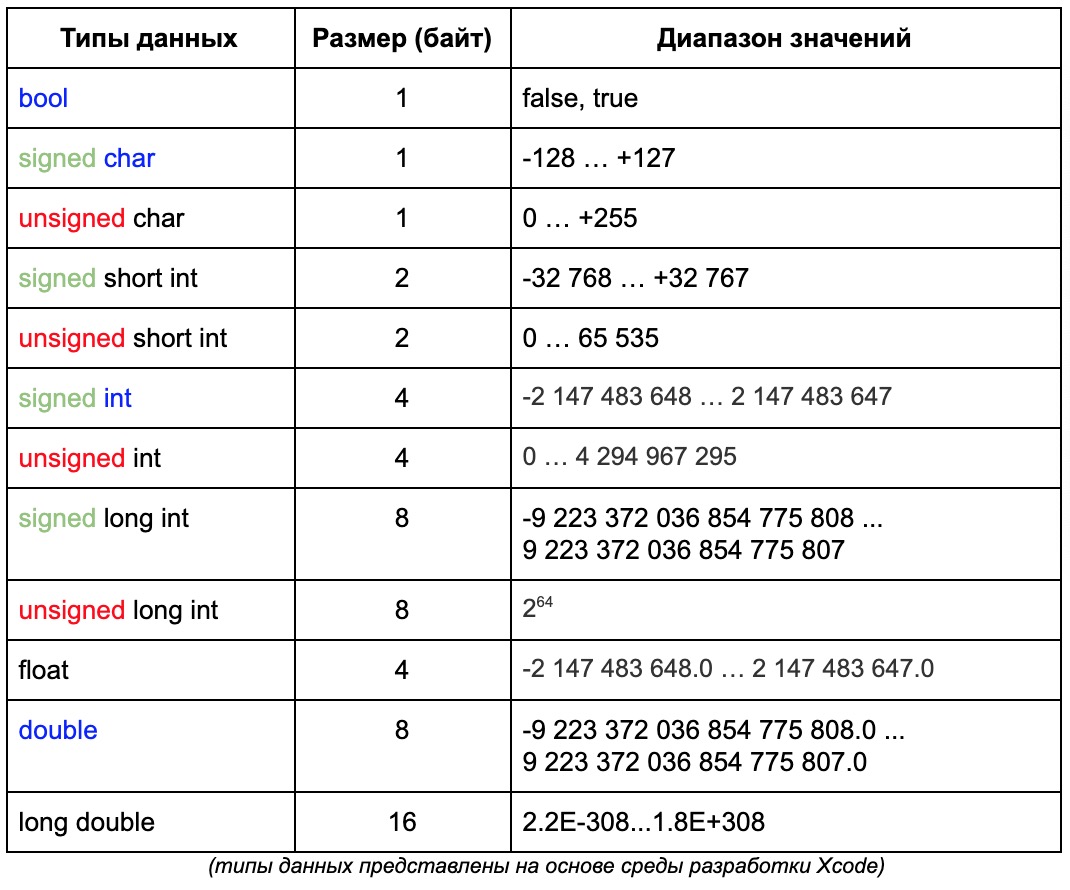 Типы данных Размер (байт) Диапазон значений
bool 1 false, true
signed char 1 -128 … +127
unsigned char 1 0 … +255
signed short int 2 -32 768 … +32 767
unsigned short int 2 0 … 65 535
signed int 4 -2 147 483 648 … 2 147 483 647
unsigned int 4 0 … 4 294 967 295
signed long int 8 -9 223 372 036 854 775 808 ...
9 223 372 036 854 775 807
unsigned long int 8 2⁶⁴
float 4 -2 147 483 648.0 … 2 147 483 647.0
double 8 -9 223 372 036 854 775 808.0 ...
9 223 372 036 854 775 807.0
long double 16 2.2E-308...1.8E+308
(типы данных представлены на основе среды разработки Xcode)